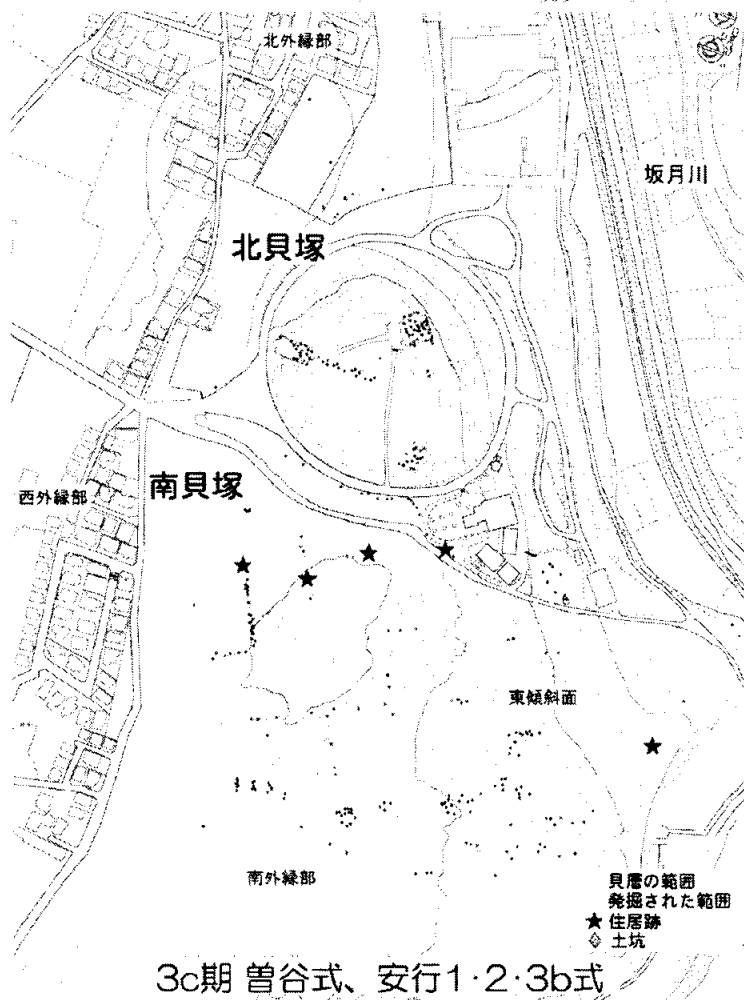 北外縁部
坂月川
北貝塚
南貝塚
西外縁部
東傾斜面
南外縁部
貝層の範囲
発掘された範囲
住居跡
土坑
3c期 曽谷式、安行1・2・3b式